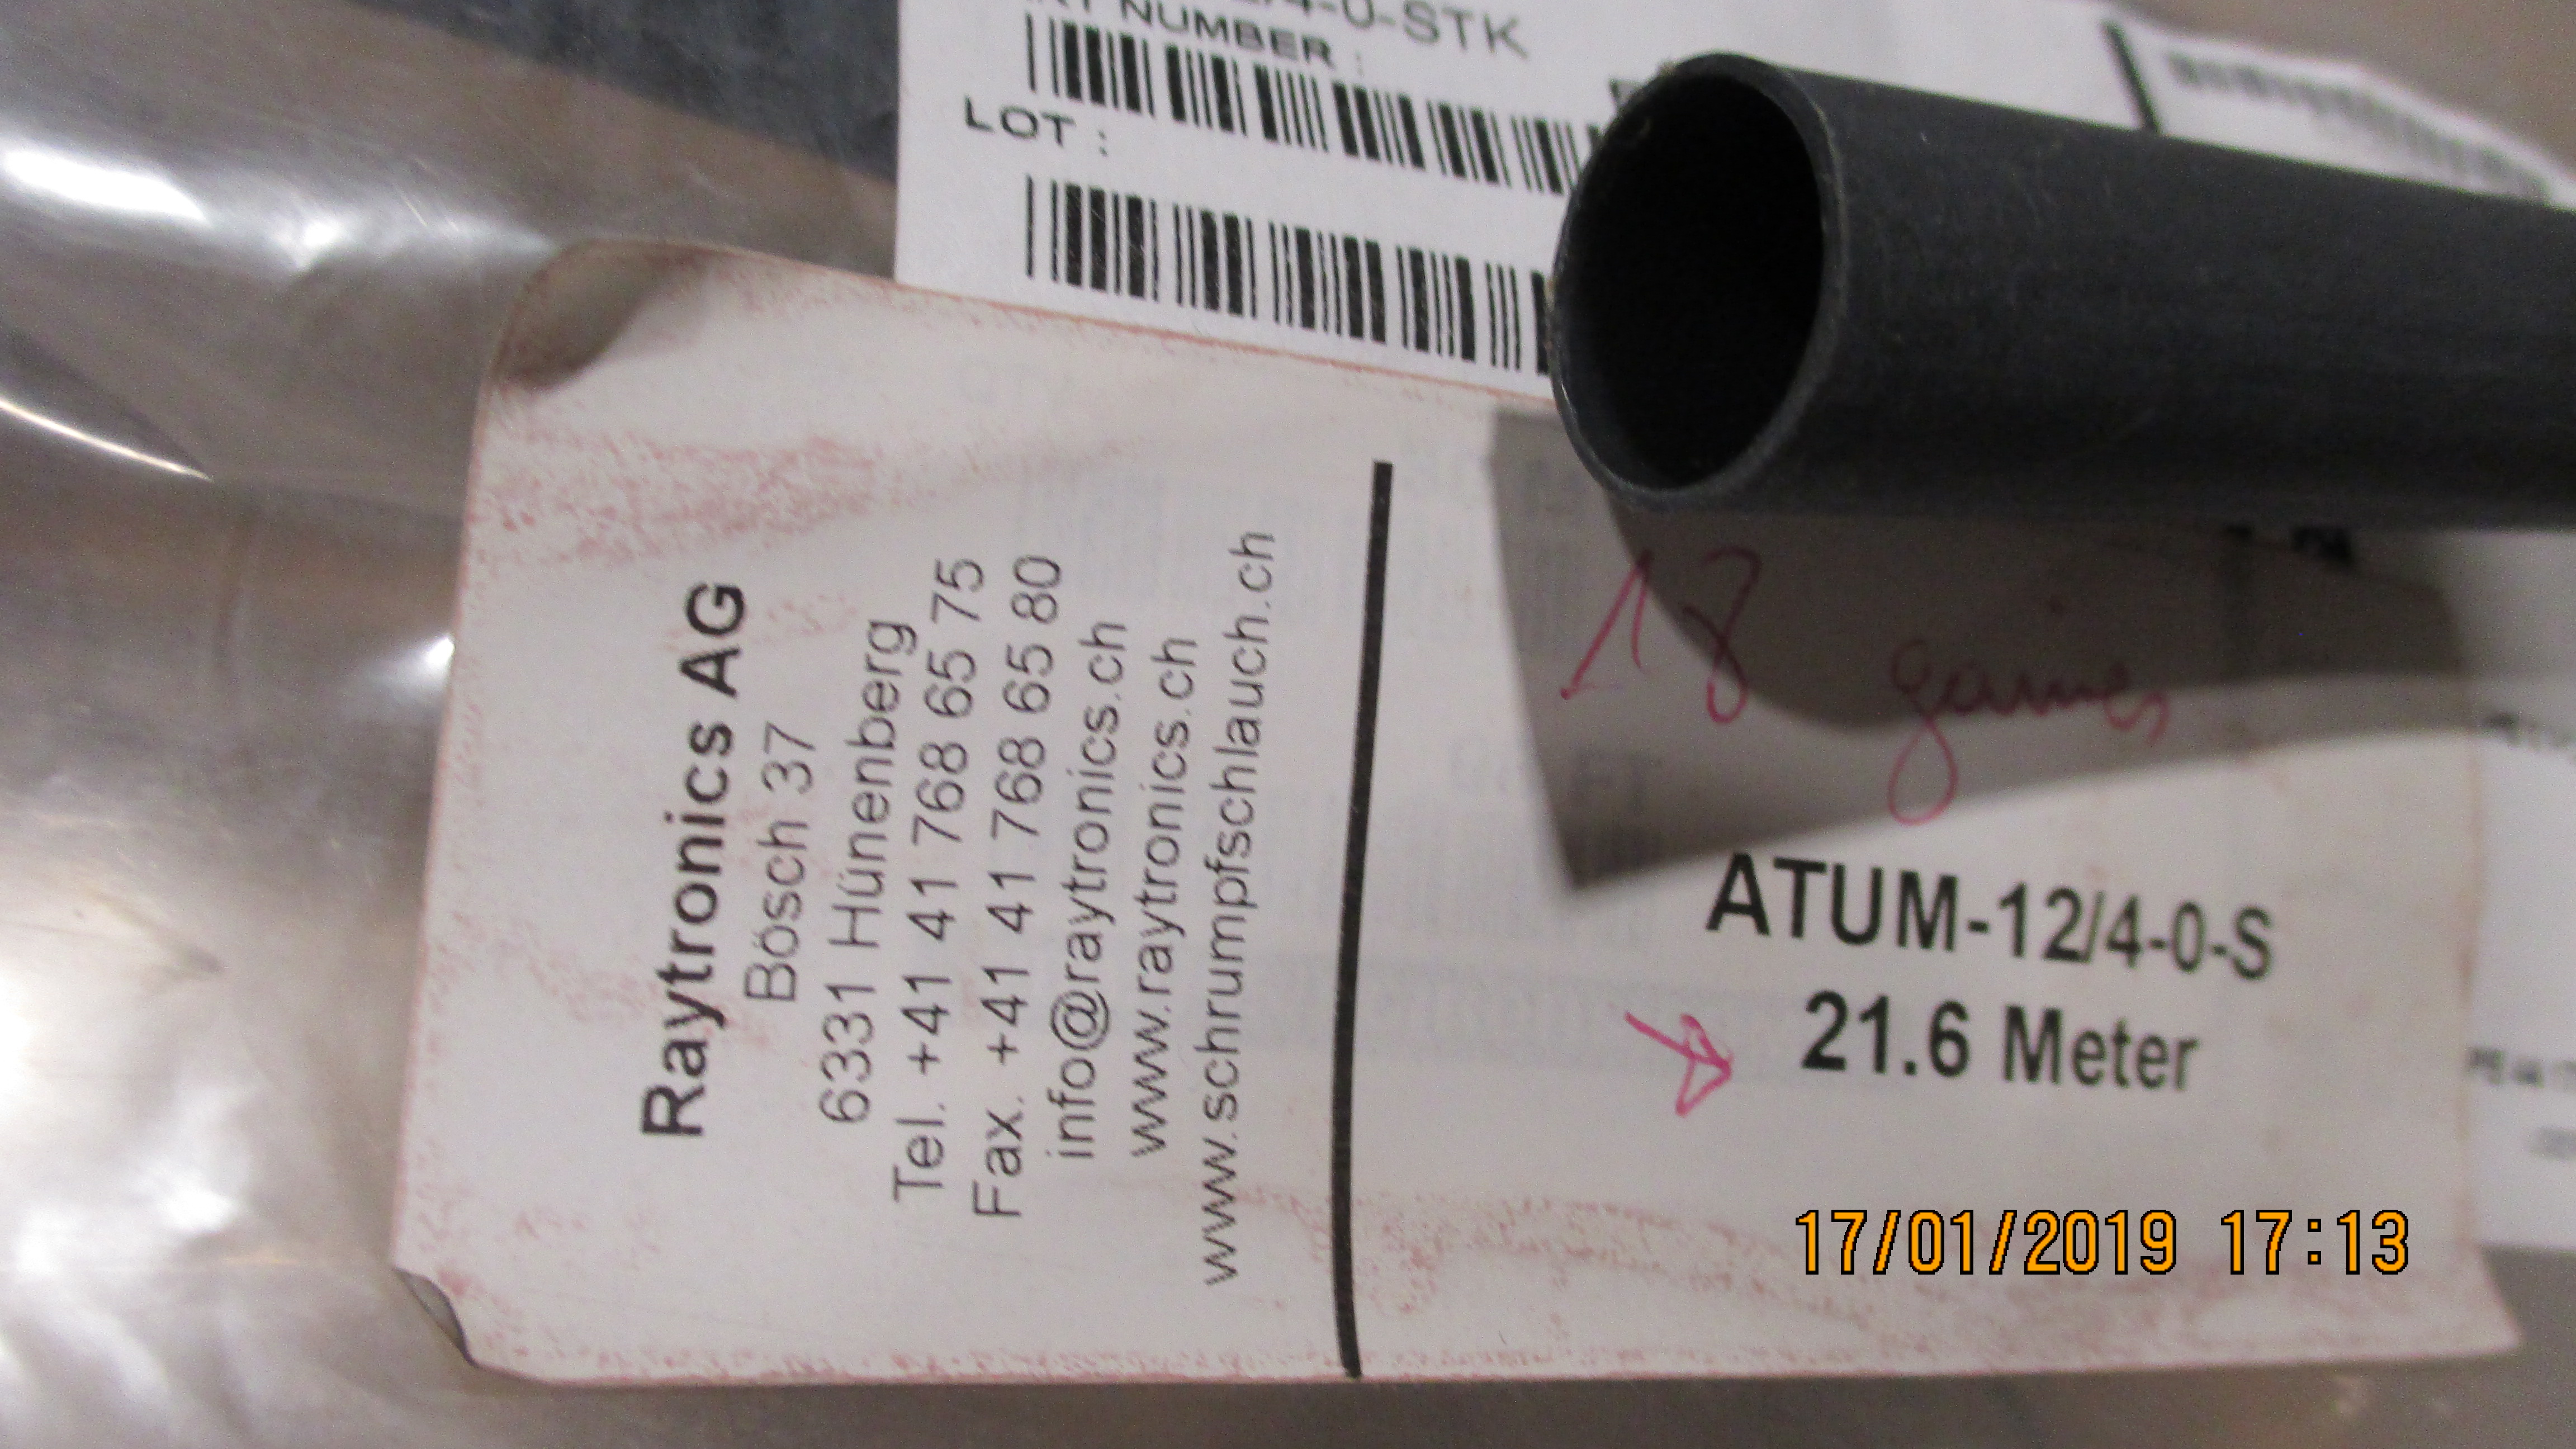 /4-0-STK
NUMBER :
LOT :
Raytronics AG
Bösch 37
6331 Hünenberg
Tel. +41 41 768 65 75
Fax. +41 41 768 65 80
info@raytronics.ch
www.raytronics.ch
www.schrumpfschlauch.ch
18 gaines
ATUM-12/4-0-S
21.6 Meter
17/01/2019 17:13